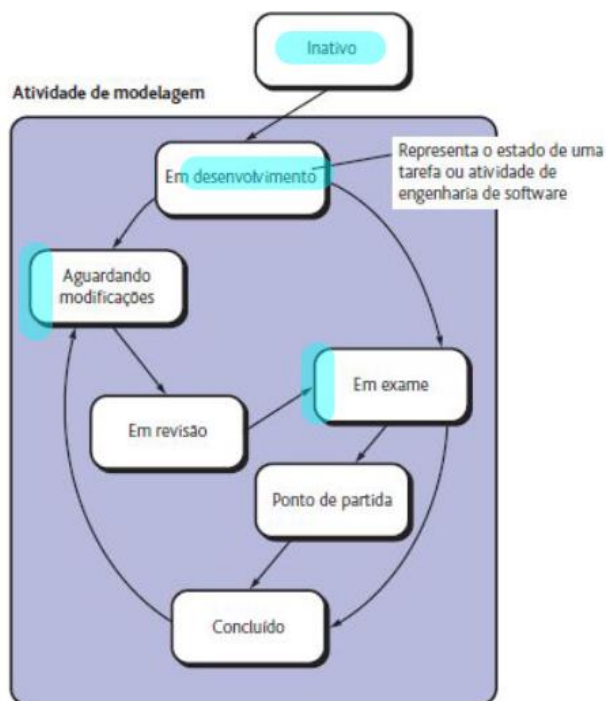 Inativo
Atividade de modelagem
Em desenvolvimento
Representa o estado de uma
tarefa ou atividade de
engenharia de software
Aguardando
modificações
Em exame
Em revisão
Ponto de partida
Concluído